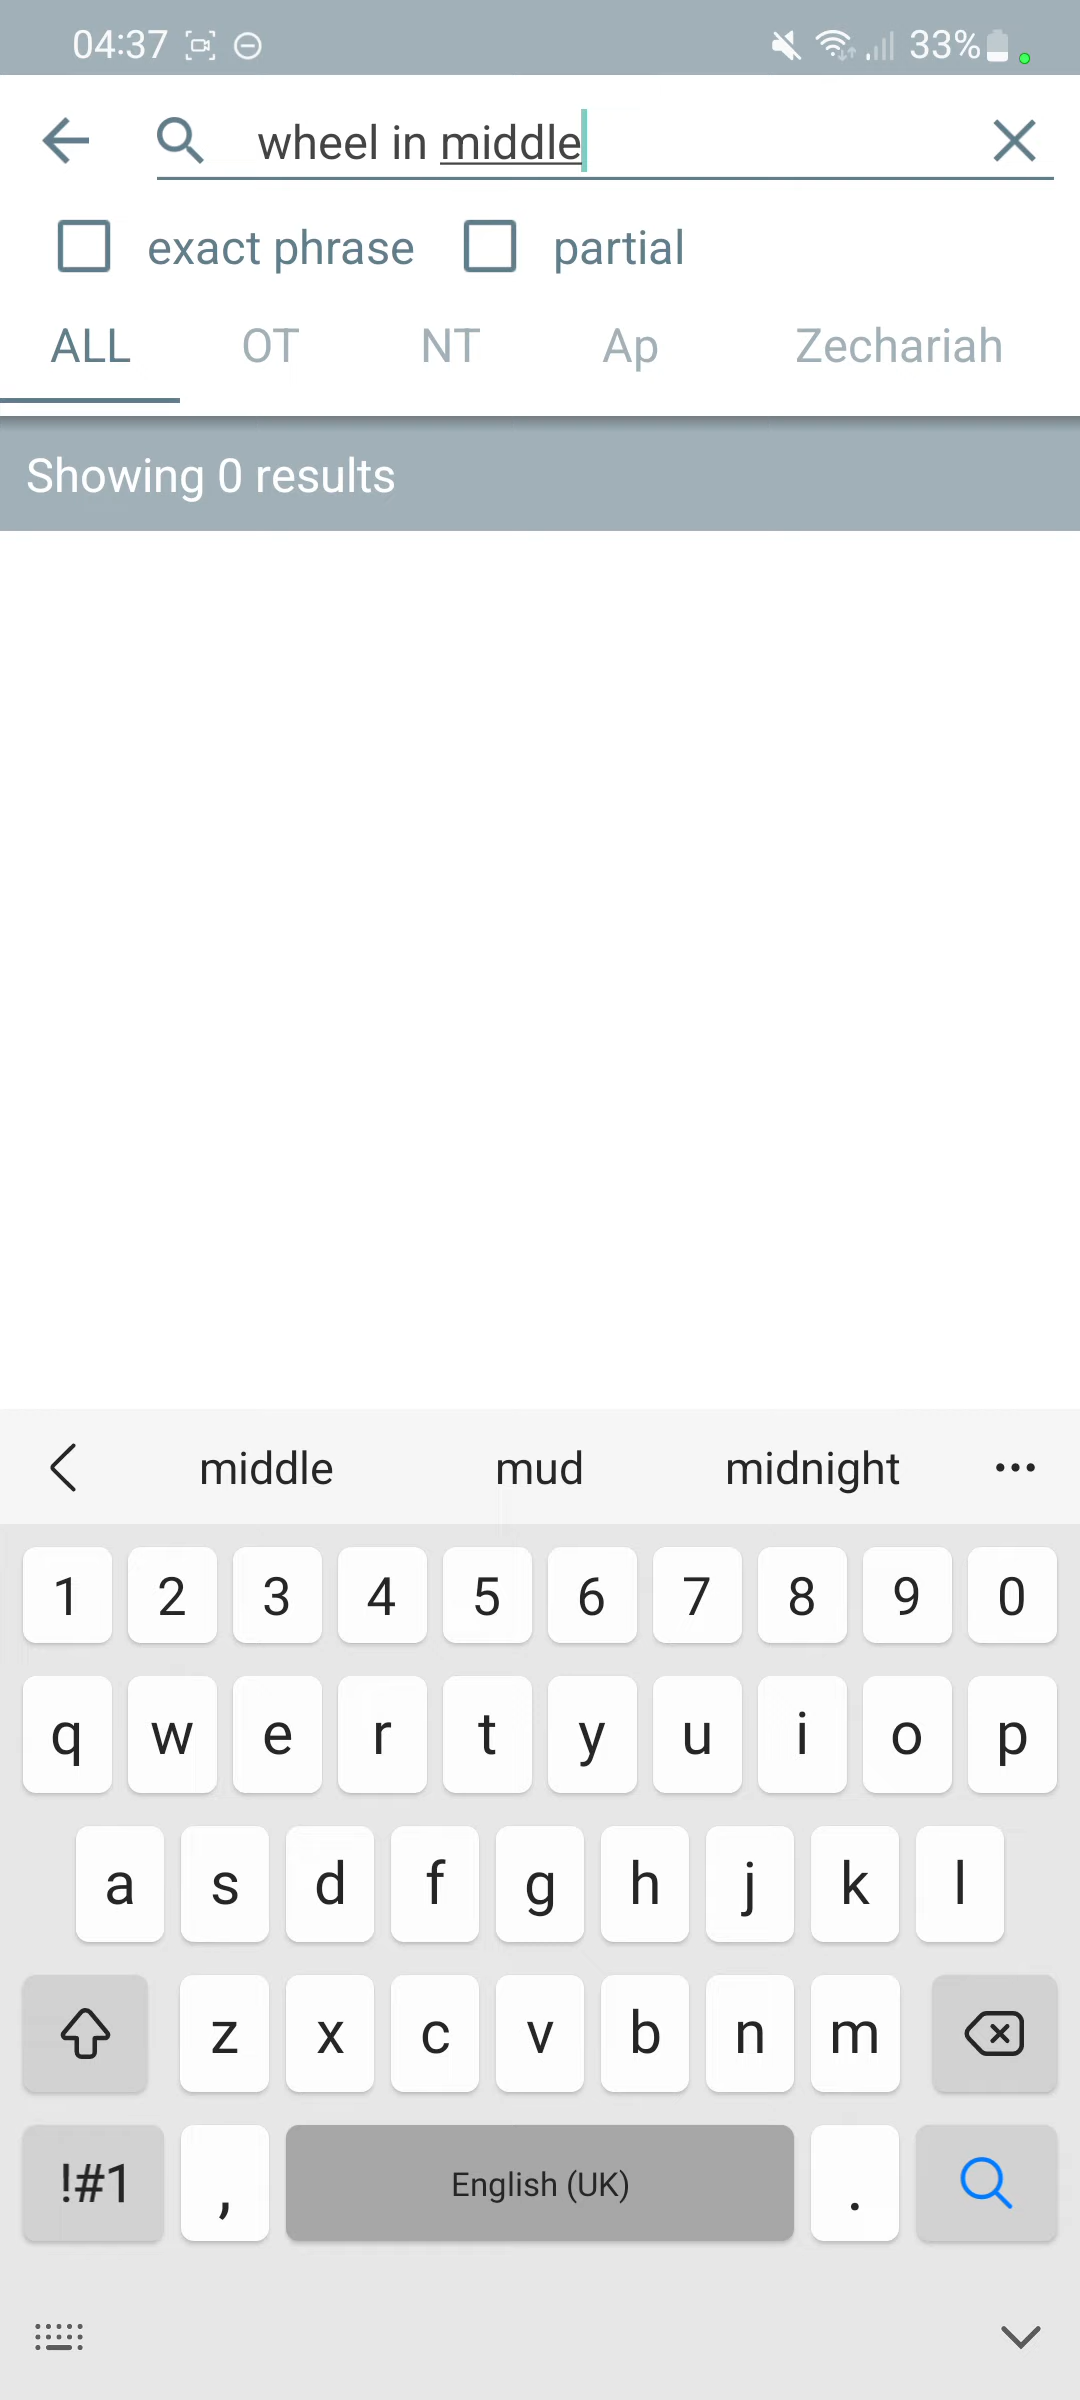 04:37 33%
wheel in middle
exact phrase partial
ALL OT NT Ap Zechariah
Showing 0 results
middle mud midnight
1 2 3 4 5 6 7 8 9 0
q w e r t y u i o p
a s d f g h j k l
z x c v b n m
!#1 , English (UK) .